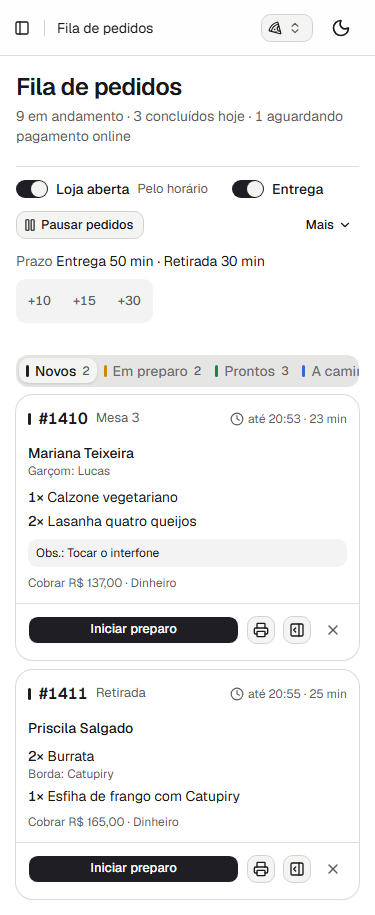 Fila de pedidos
Fila de pedidos
9 em andamento · 3 concluídos hoje · 1 aguardando
pagamento online
Loja aberta Pelo horário Entrega
Pausar pedidos Mais
Prazo Entrega 50 min · Retirada 30 min
+10 +15 +30
Novos 2 Em preparo 2 Prontos 3 A camin
#1410 Mesa 3 até 20:53 · 23 min
Mariana Teixeira
Garçom: Lucas
1× Calzone vegetariano
2× Lasanha quatro queijos
Obs.: Tocar o interfone
Cobrar R$ 137,00 · Dinheiro
Iniciar preparo
#1411 Retirada até 20:55 · 25 min
Priscila Salgado
2× Burrata
Borda: Catupiry
1× Esfiha de frango com Catupiry
Cobrar R$ 165,00 · Dinheiro
Iniciar preparo